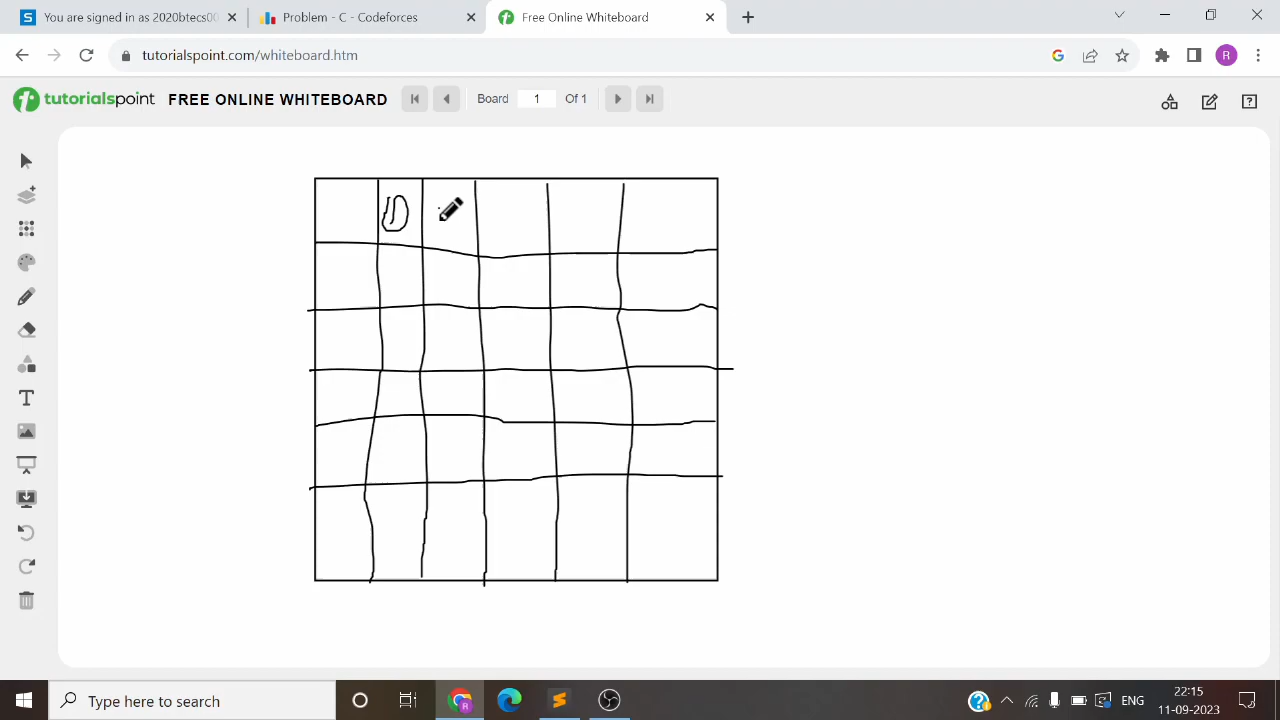 You are signed in as 2020btecs00
Problem - C - Codeforces
Free Online Whiteboard
tutorialspoint.com/whiteboard.htm
G
R
tutorialspoint FREE ONLINE WHITEBOARD
Board 1 Of 1
D
T
Type here to search
ENG
22:15
11-09-2023